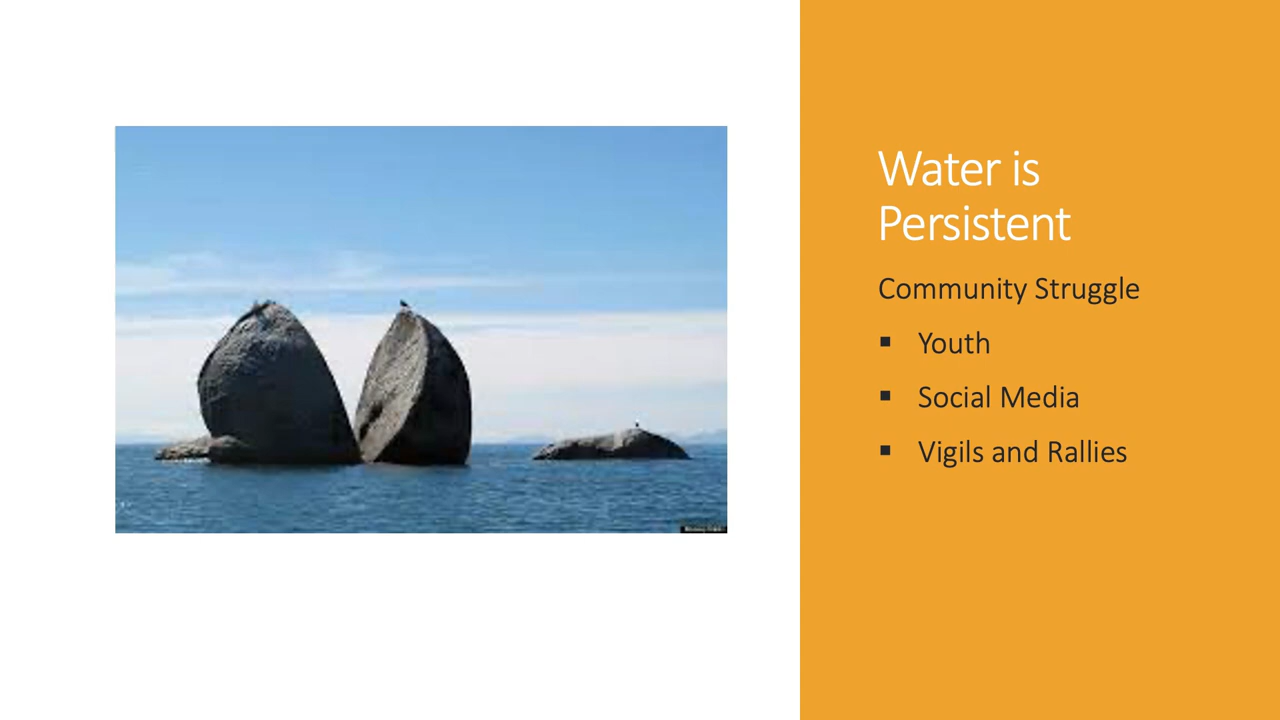 Water is
Persistent
Community Struggle
▪ Youth
▪ Social Media
▪ Vigils and Rallies